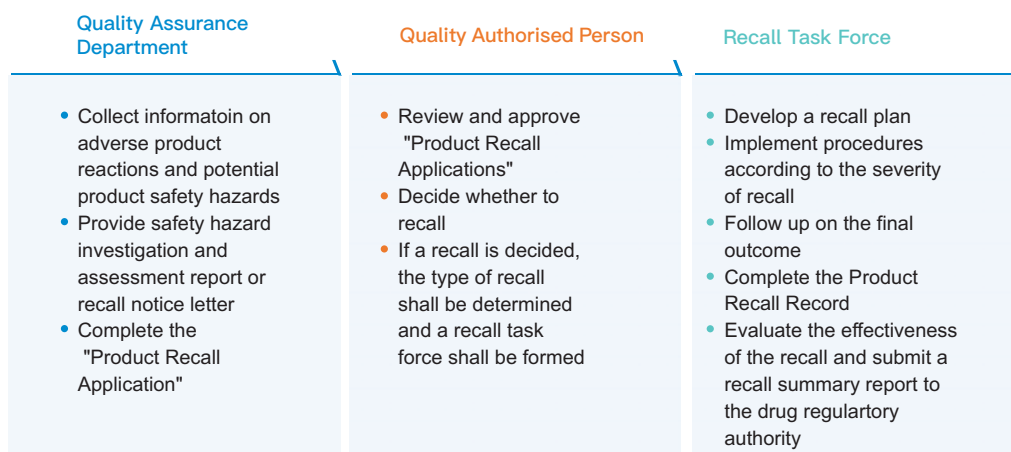 Quality Assurance
Department
• Collect informatoin on
adverse product
reactions and potential
product safety hazards
• Provide safety hazard
investigation and
assessment report or
recall notice letter
• Complete the
"Product Recall
Application"
Quality Authorised Person
• Review and approve
"Product Recall
Applications"
• Decide whether to
recall
• If a recall is decided,
the type of recall
shall be determined
and a recall task
force shall be formed
Recall Task Force
• Develop a recall plan
• Implement procedures
according to the severity
of recall
• Follow up on the final
outcome
• Complete the Product
Recall Record
• Evaluate the effectiveness
of the recall and submit a
recall summary report to
the drug regulartory
authority